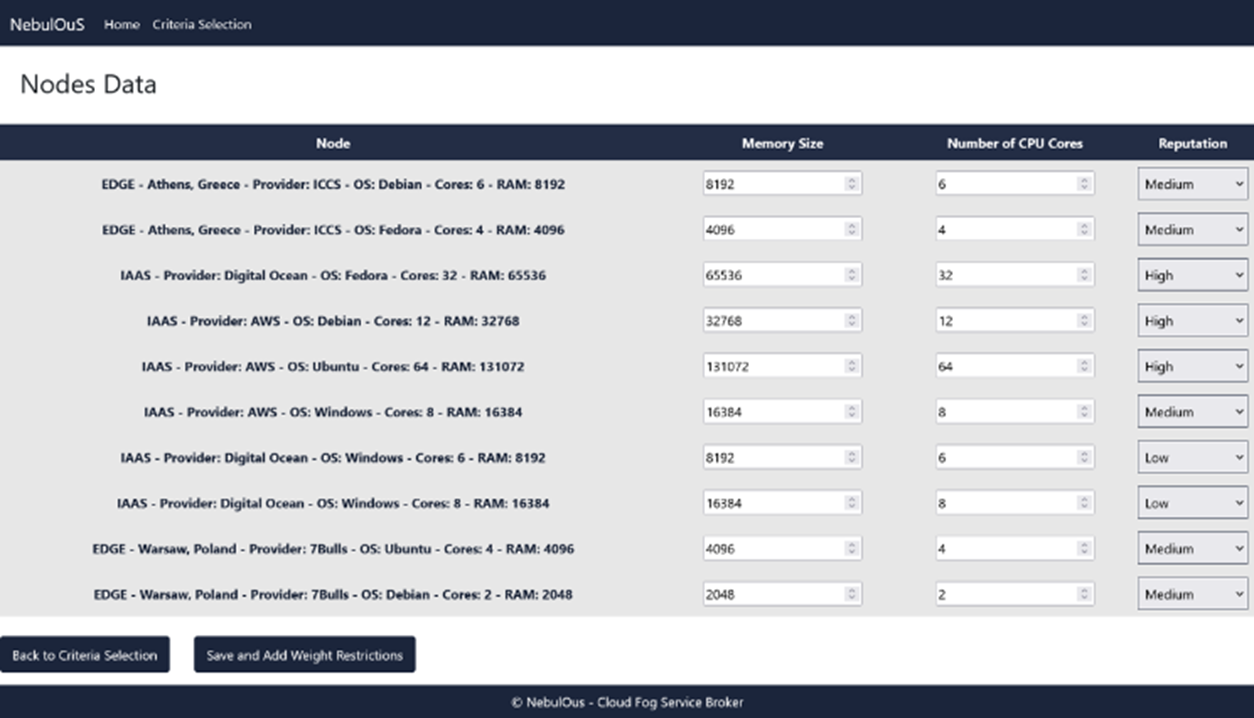 NebulOuS Home Criteria Selection
Nodes Data
Node Memory Size Number of CPU Cores Reputation
EDGE - Athens, Greece - Provider: ICCS - OS: Debian - Cores: 6 - RAM: 8192 8192 6 Medium
EDGE - Athens, Greece - Provider: ICCS - OS: Fedora - Cores: 4 - RAM: 4096 4096 4 Medium
IAAS - Provider: Digital Ocean - OS: Fedora - Cores: 32 - RAM: 65536 65536 32 High
IAAS - Provider: AWS - OS: Debian - Cores: 12 - RAM: 32768 32768 12 High
IAAS - Provider: AWS - OS: Ubuntu - Cores: 64 - RAM: 131072 131072 64 High
IAAS - Provider: AWS - OS: Windows - Cores: 8 - RAM: 16384 16384 8 Medium
IAAS - Provider: Digital Ocean - OS: Windows - Cores: 6 - RAM: 8192 8192 6 Low
IAAS - Provider: Digital Ocean - OS: Windows - Cores: 8 - RAM: 16384 16384 8 Low
EDGE - Warsaw, Poland - Provider: 7Bulls - OS: Ubuntu - Cores: 4 - RAM: 4096 4096 4 Medium
EDGE - Warsaw, Poland - Provider: 7Bulls - OS: Debian - Cores: 2 - RAM: 2048 2048 2 Medium
Back to Criteria Selection Save and Add Weight Restrictions
© NebulOus - Cloud Fog Service Broker